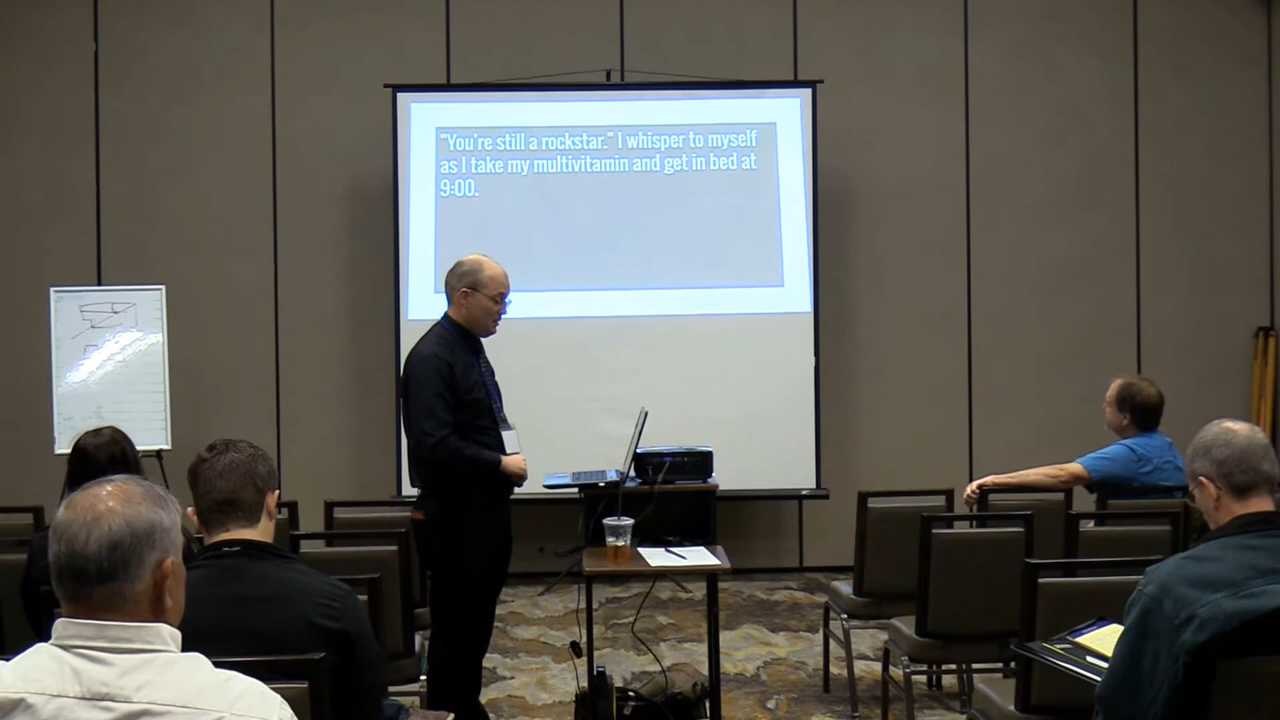 "You're still a rockstar." I whisper to myself
as I take my multivitamin and get in bed at
9:00.